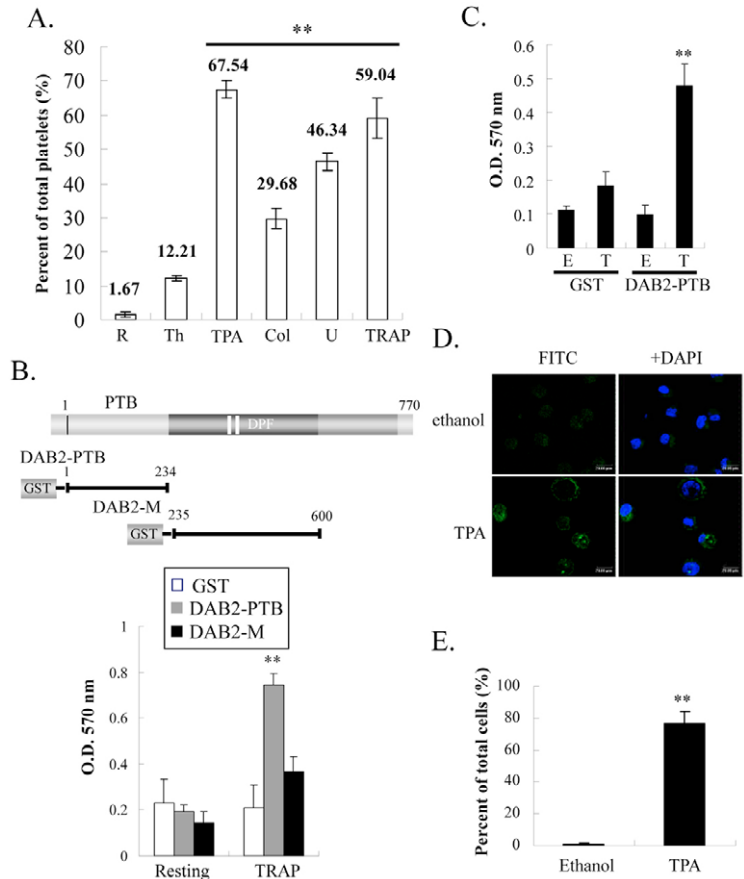 A.
**
80
70
60
50
40
30
20
10
0
Percent of total platelets (%)
1.67
12.21
67.54
29.68
46.34
59.04
R Th TPA Col U TRAP
B.
1 PTB 770
DPF
DAB2-PTB
GST 1 234
DAB2-M
GST 235 600
GST
DAB2-PTB
DAB2-M
1
0.8
0.6
0.4
0.2
0
O.D. 570 nm
**
Resting TRAP
C.
0.6
0.5
0.4
0.3
0.2
0.1
0
O.D. 570 nm
**
E T E T
GST DAB2-PTB
D.
FITC +DAPI
ethanol
TPA
E.
100
80
60
40
20
0
Percent of total cells (%)
**
Ethanol TPA